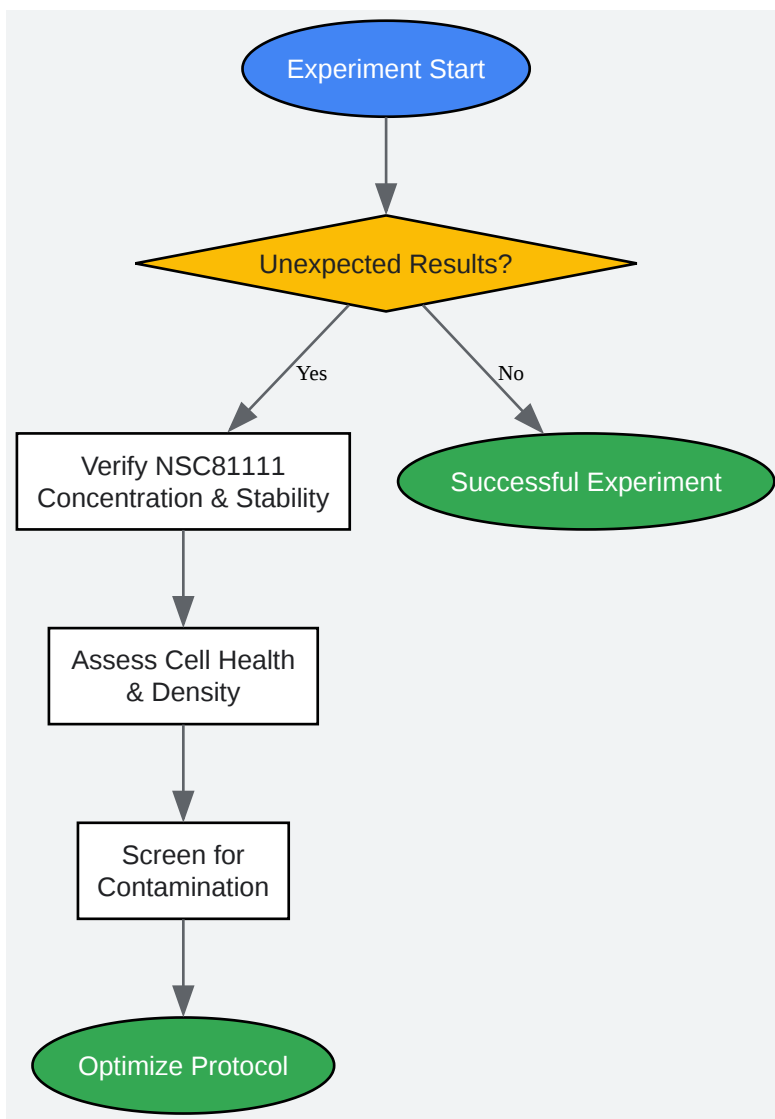 Experiment Start
Unexpected Results?
Yes
No
Verify NSC81111
Concentration & Stability
Successful Experiment
Assess Cell Health
& Density
Screen for
Contamination
Optimize Protocol